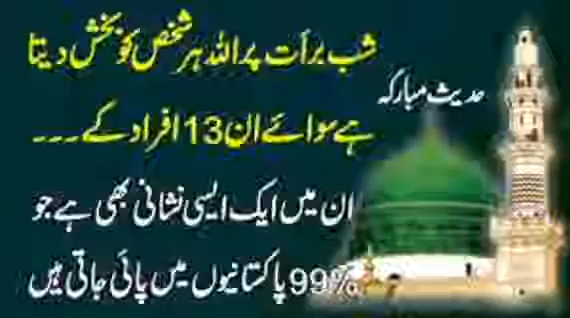 شب برأت پر اللہ ہر شخص کو بخش دیتا
حدیث مبارکہ
ہے سوائے ان 13 افراد کے ۔۔۔
ان میں ایک ایسی نشانی بھی ہے جو
99% پاکستانیوں میں پائی جاتی ہیں